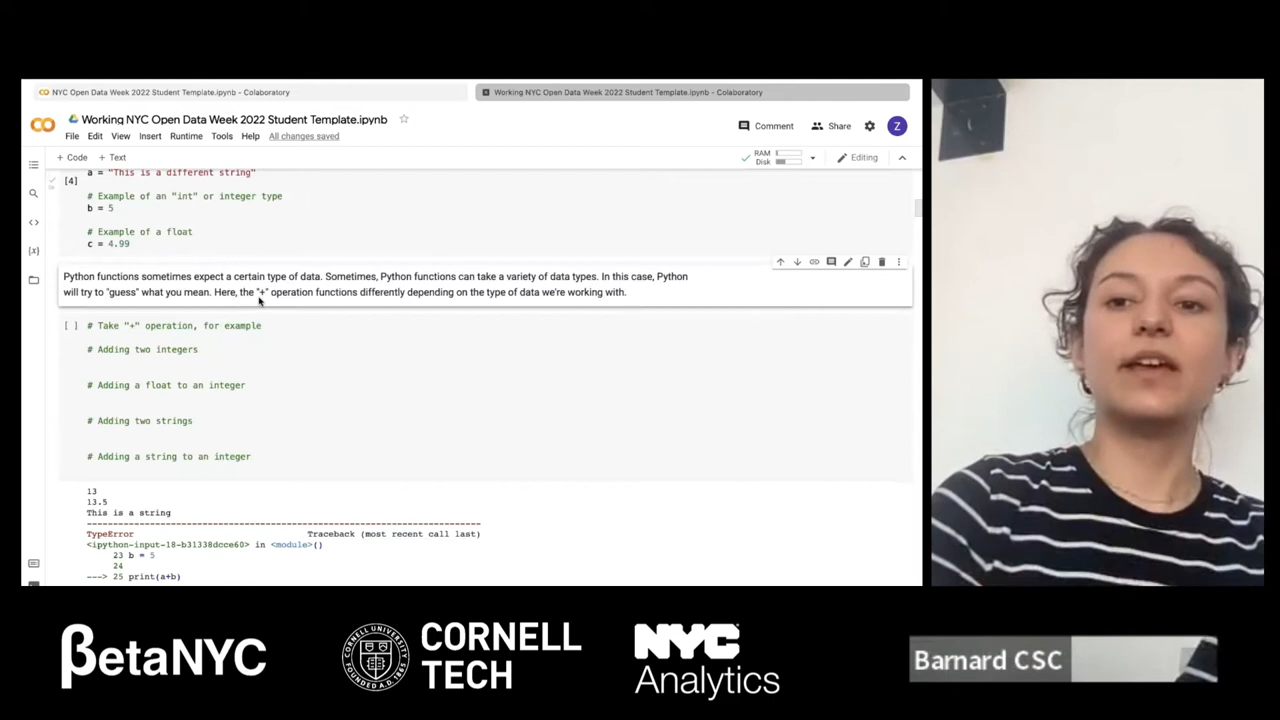 NYC Open Data Week 2022 Student Template.ipynb - Colaboratory
Working NYC Open Data Week 2022 Student Template.ipynb - Colaboratory
Working NYC Open Data Week 2022 Student Template.ipynb
Comment
Share
Z
File Edit View Insert Runtime Tools Help All changes saved
+ Code + Text
RAM
Disk
Editing
a = "This is a different string"
[4]
# Example of an "int" or integer type
b = 5
# Example of a float
c = 4.99
Python functions sometimes expect a certain type of data. Sometimes, Python functions can take a variety of data types. In this case, Python
will try to "guess" what you mean. Here, the "+" operation functions differently depending on the type of data we're working with.
[ ] # Take "+" operation, for example
# Adding two integers
# Adding a float to an integer
# Adding two strings
# Adding a string to an integer
13
13.5
This is a string
---------------------------------------------------------------------------
TypeError Traceback (most recent call last)
<ipython-input-18-b31338dcce60> in <module>()
23 b = 5
24
---> 25 print(a+b)
βetaNYC
CORNELL
TECH
NYC
Analytics
Barnard CSC